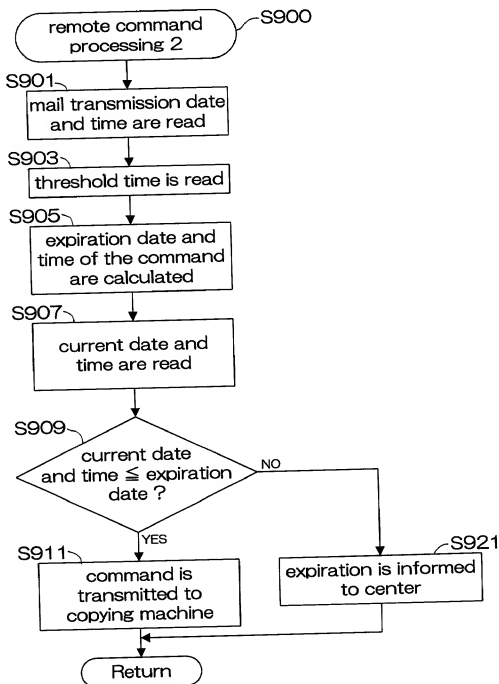 remote command
processing 2
S900
S901
mail transmission date
and time are read
S903
threshold time is read
S905
expiration date and
time of the command
are calculated
S907
current date and
time are read
S909
current date
and time ≦ expiration
date ?
NO
YES
S911
command is
transmitted to
copying machine
S921
expiration is informed
to center
Return